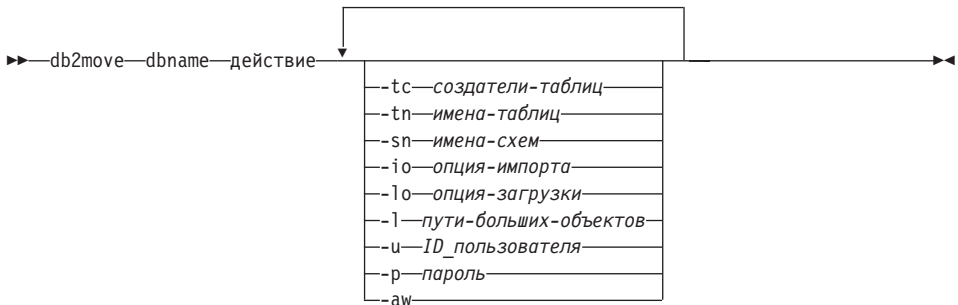 db2move dbname действие
-tc создатели-таблиц
-tn имена-таблиц
-sn имена-схем
-io опция-импорта
-lo опция-загрузки
-l пути-больших-объектов
-u ID_пользователя
-p пароль
-aw